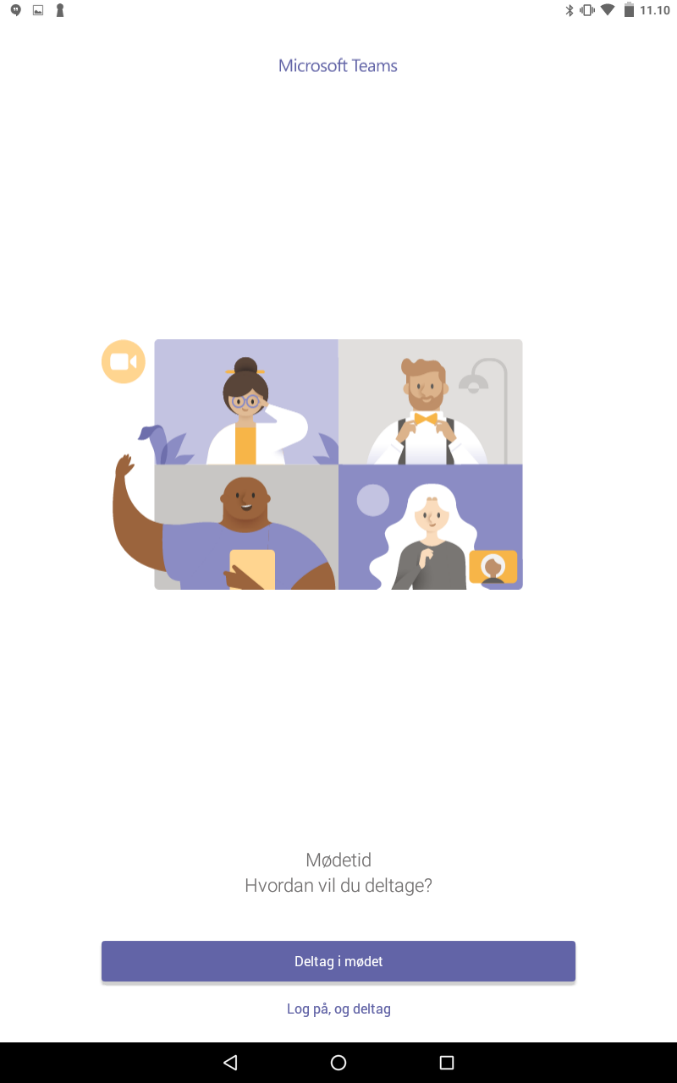 11.10
Microsoft Teams
Mødetid
Hvordan vil du deltage?
Deltag i mødet
Log på, og deltag